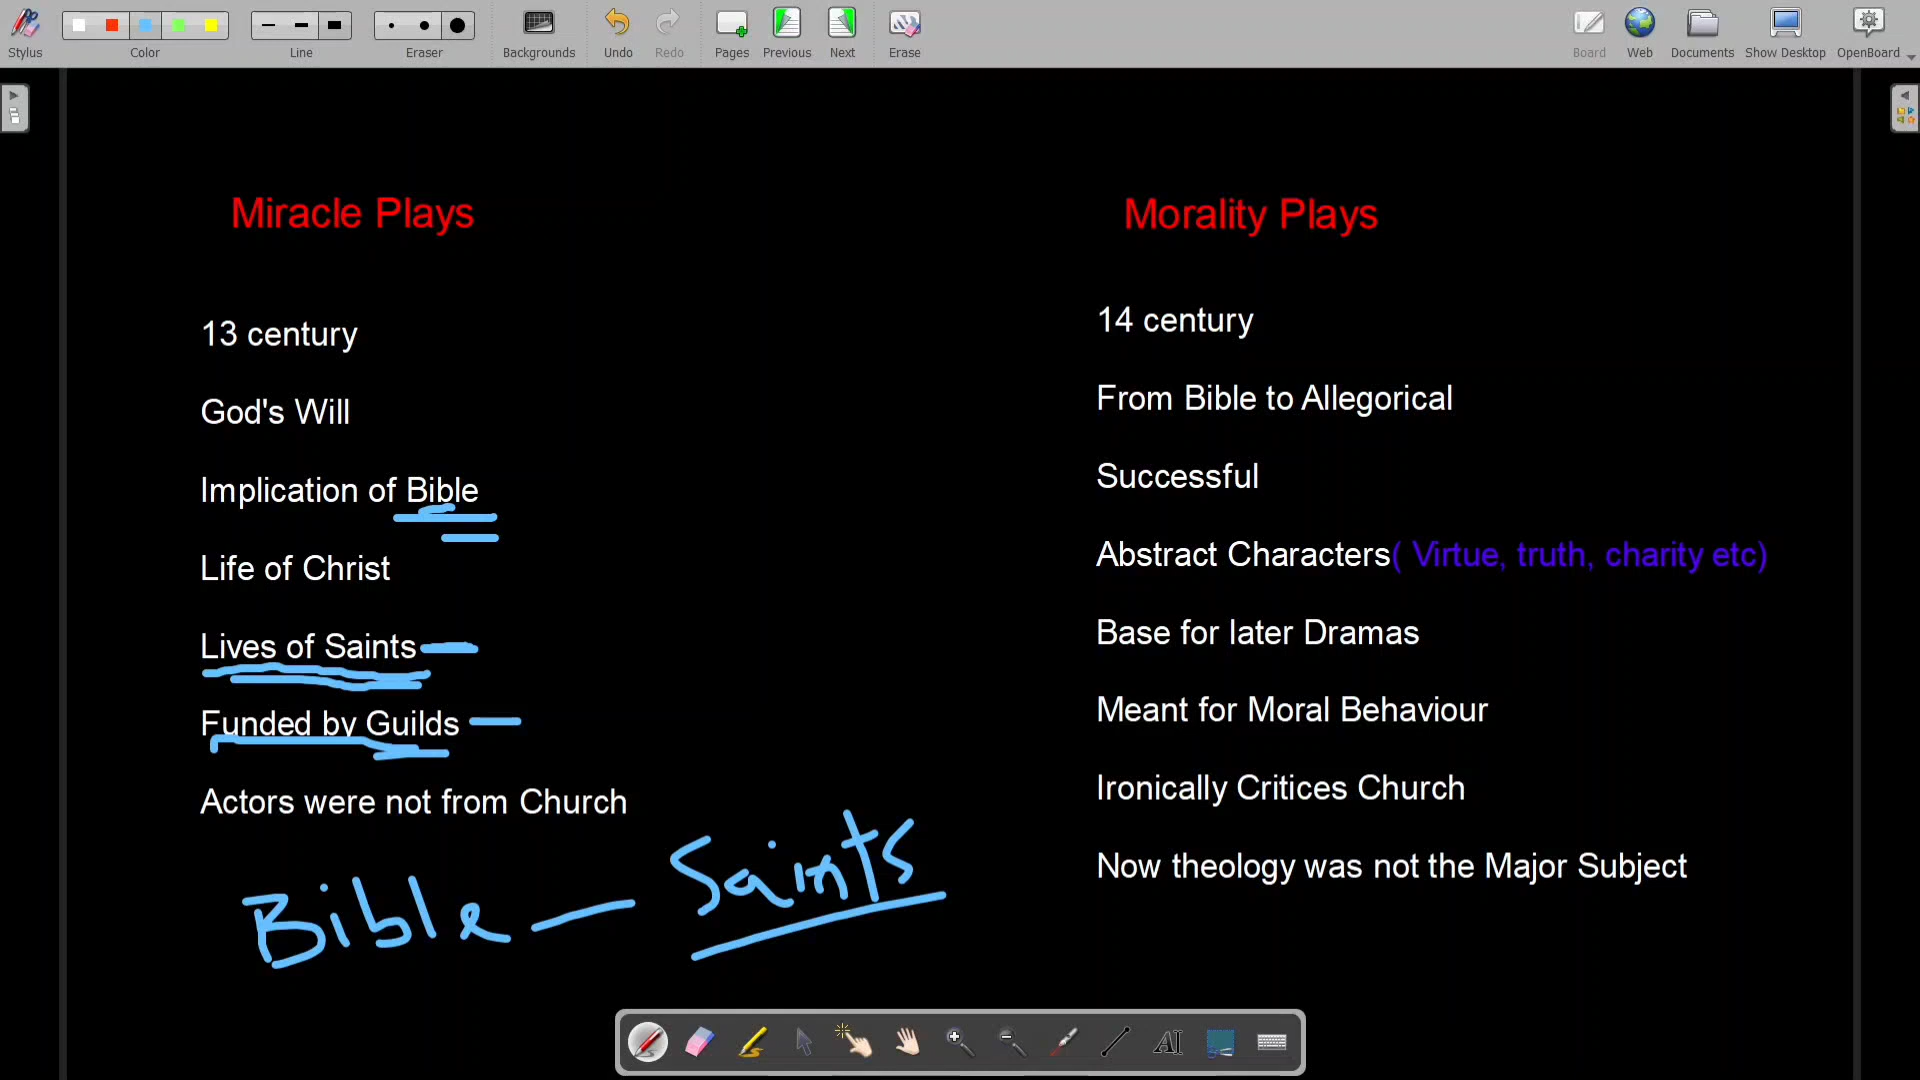 Stylus Color Line Eraser Backgrounds Undo Redo Pages Previous Next Erase Board Web Documents Show Desktop OpenBoard
Miracle Plays
13 century
God's Will
Implication of Bible
Life of Christ
Lives of Saints
Funded by Guilds
Actors were not from Church
Bible — Saints
Morality Plays
14 century
From Bible to Allegorical
Successful
Abstract Characters( Virtue, truth, charity etc)
Base for later Dramas
Meant for Moral Behaviour
Ironically Critices Church
Now theology was not the Major Subject
AI